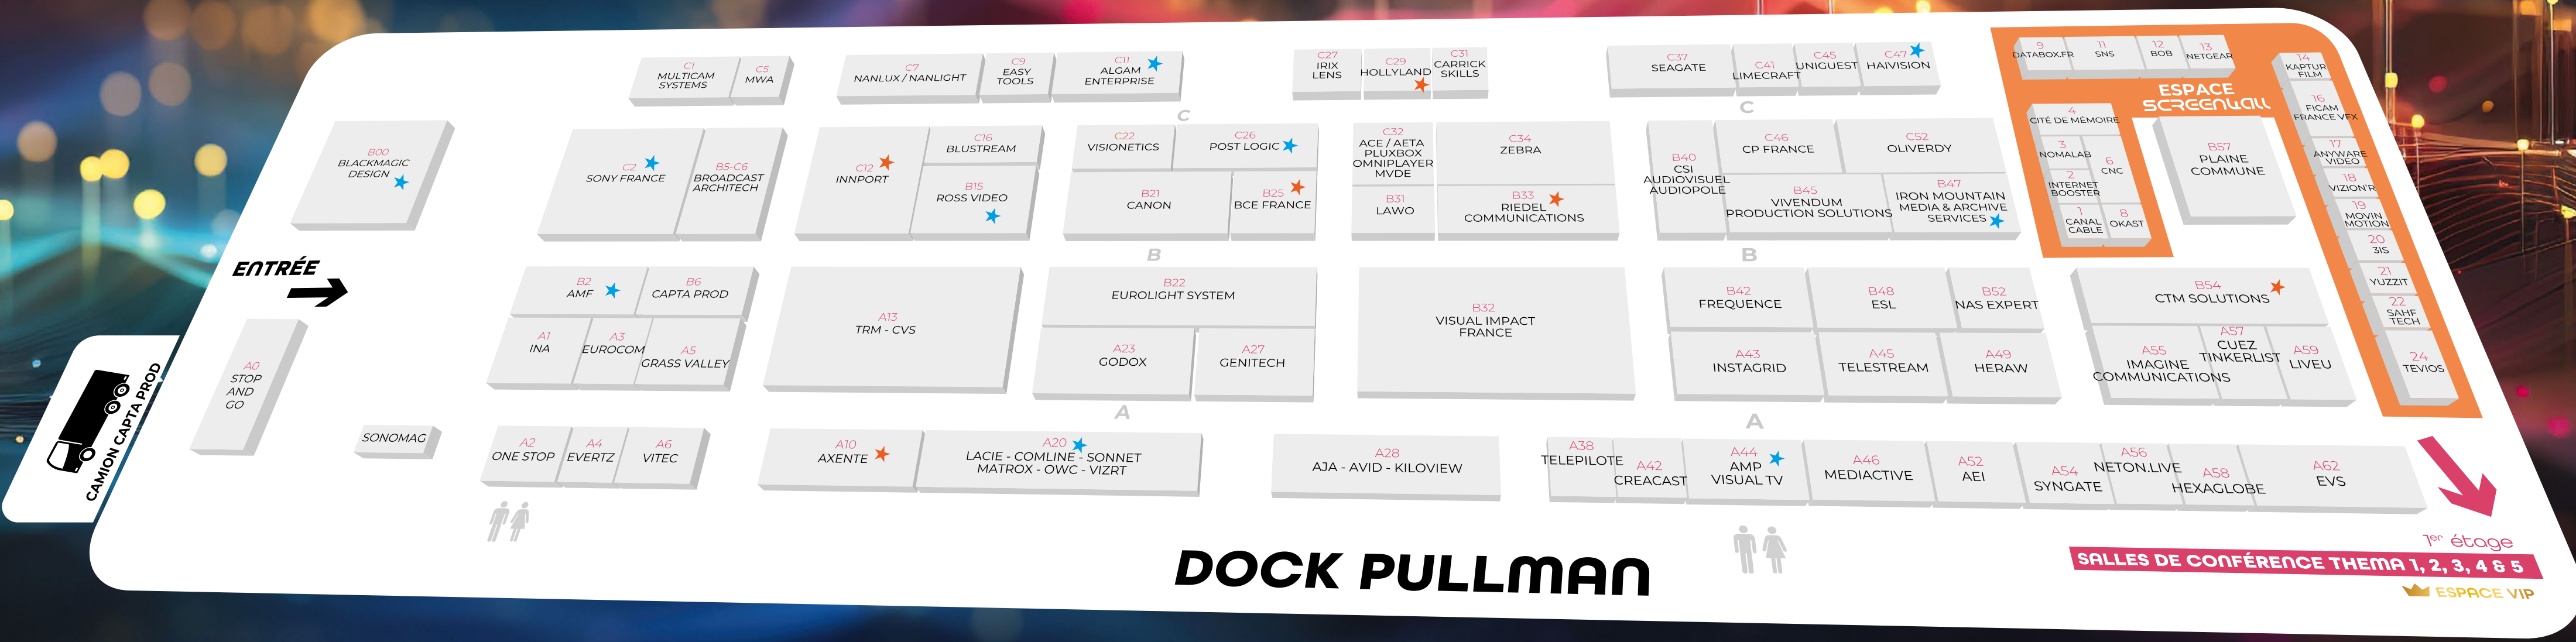 C1
MULTICAM
SYSTEMS
C5
MWA
C7
NANLUX / NANLIGHT
C9
EASY
TOOLS
C11
ALGAM
ENTERPRISE
C27
IRIX
LENS
C29
HOLLYLAND
C31
CARRICK
SKILLS
C37
SEAGATE
C41
LIMECRAFT
C45
UNIGUEST
C47
HAIVISION
C
C
B00
BLACKMAGIC
DESIGN
C2
SONY FRANCE
B5-C6
BROADCAST
ARCHITECH
C12
INNPORT
C16
BLUSTREAM
B15
ROSS VIDEO
C22
VISIONETICS
C26
POST LOGIC
B21
CANON
B25
BCE FRANCE
C32
ACE / AETA
PLUXBOX
OMNIPLAYER
MVDE
B31
LAWO
C34
ZEBRA
B33
RIEDEL
COMMUNICATIONS
B40
CSI
AUDIOVISUEL
AUDIOPOLE
C46
CP FRANCE
C52
OLIVERDY
B45
VIVENDUM
PRODUCTION SOLUTIONS
B47
IRON MOUNTAIN
MEDIA & ARCHIVE
SERVICES
B
B
ENTRÉE
B2
AMF
B6
CAPTA PROD
A1
INA
A3
EUROCOM
A5
GRASS VALLEY
A13
TRM - CVS
B22
EUROLIGHT SYSTEM
A23
GODOX
A27
GENITECH
B32
VISUAL IMPACT
FRANCE
B42
FREQUENCE
B48
ESL
B52
NAS EXPERT
A43
INSTAGRID
A45
TELESTREAM
A49
HERAW
B54
CTM SOLUTIONS
A55
IMAGINE
COMMUNICATIONS
A57
CUEZ
TINKERLIST
A59
LIVEU
A
A
A0
STOP
AND
GO
CAMION CAPTA PROD
SONOMAG
A2
ONE STOP
A4
EVERTZ
A6
VITEC
A10
AXENTE
A20
LACIE - COMLINE - SONNET
MATROX - OWC - VIZRT
A28
AJA - AVID - KILOVIEW
A38
TELEPILOTE
A42
CREACAST
A44
AMP
VISUAL TV
A46
MEDIACTIVE
A52
AEI
A54
SYNGATE
A56
NETON.LIVE
A58
HEXAGLOBE
A62
EVS
9
DATABOX.FR
11
SNS
12
BOB
13
NETGEAR
ESPACE
SCREEN4ALL
4
CITÉ DE MÉMOIRE
3
NOMALAB
6
CNC
2
INTERNET
BOOSTER
1
CANAL
CABLE
8
OKAST
B57
PLAINE
COMMUNE
14
KAPTUR
FILM
16
FICAM
FRANCE VFX
17
ANYWARE
VIDEO
18
VIZION'R
19
MOVIN
MOTION
20
3IS
21
YUZZIT
22
SAHF
TECH
24
TEVIOS
DOCK PULLMAN
1er étage
SALLES DE CONFÉRENCE THEMA 1, 2, 3, 4 & 5
ESPACE VIP